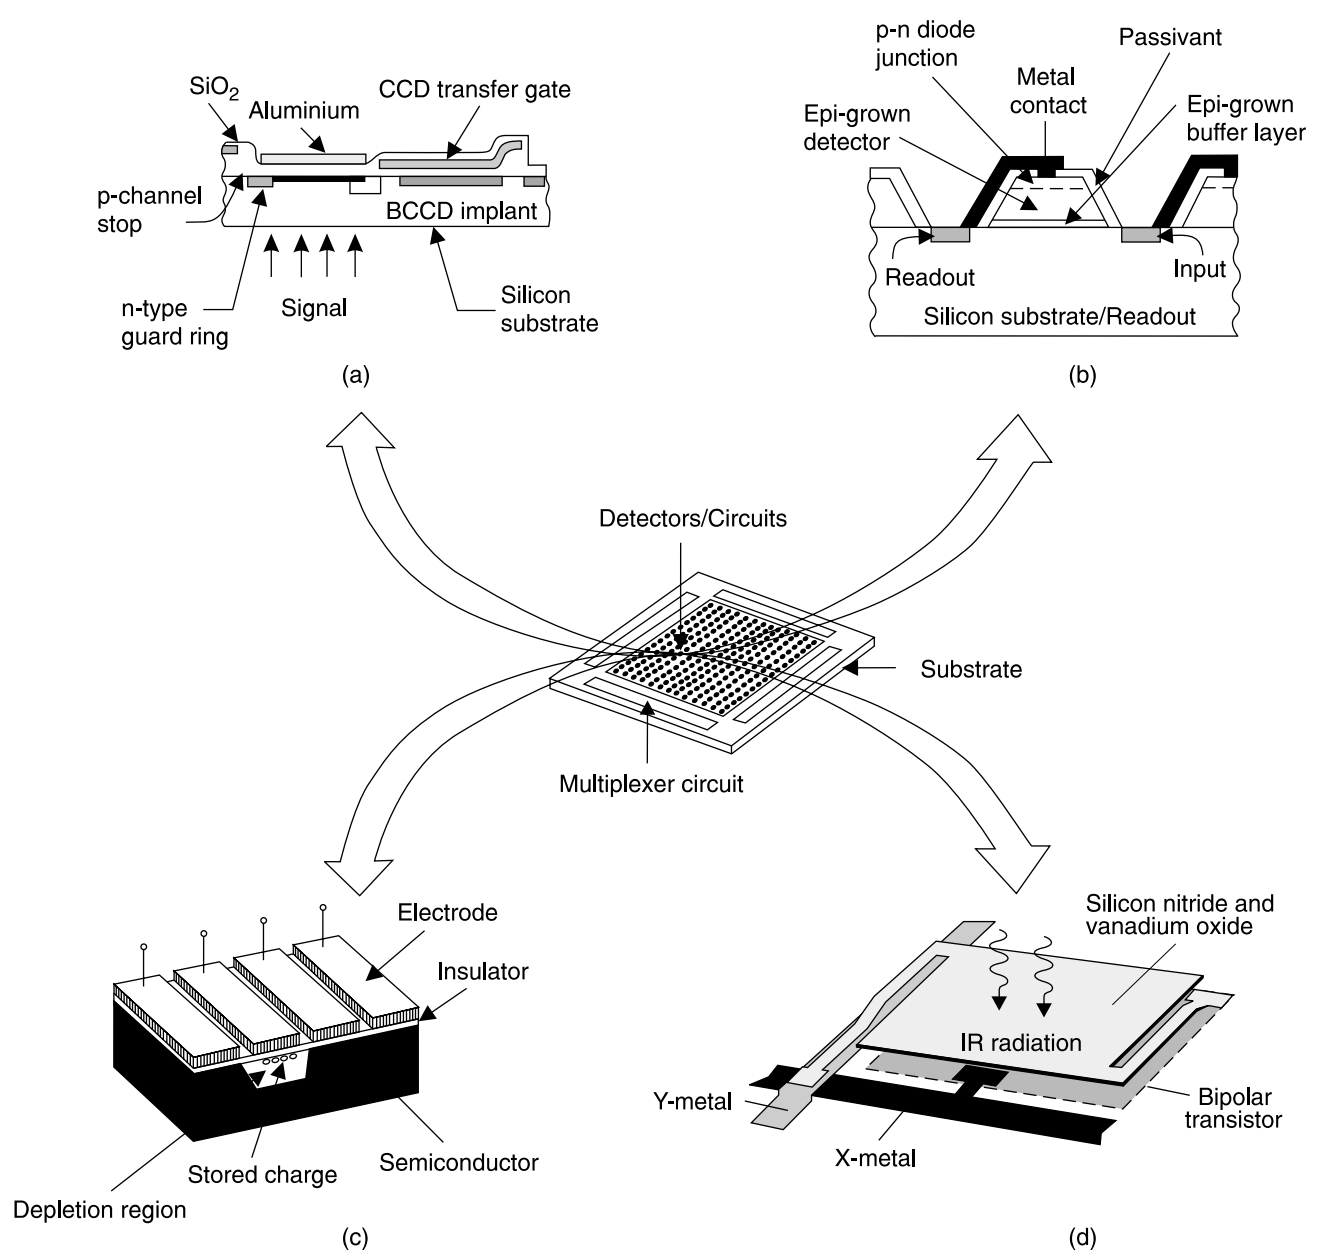 SiO2
Aluminium
CCD transfer gate
p-channel
stop
BCCD implant
n-type
guard ring
Signal
Silicon
substrate
(a)
p-n diode
junction
Passivant
Metal
contact
Epi-grown
detector
Epi-grown
buffer layer
Readout
Input
Silicon substrate/Readout
(b)
Detectors/Circuits
Substrate
Multiplexer circuit
Electrode
Insulator
Stored charge
Semiconductor
Depletion region
(c)
Silicon nitride and
vanadium oxide
IR radiation
Y-metal
Bipolar
transistor
X-metal
(d)